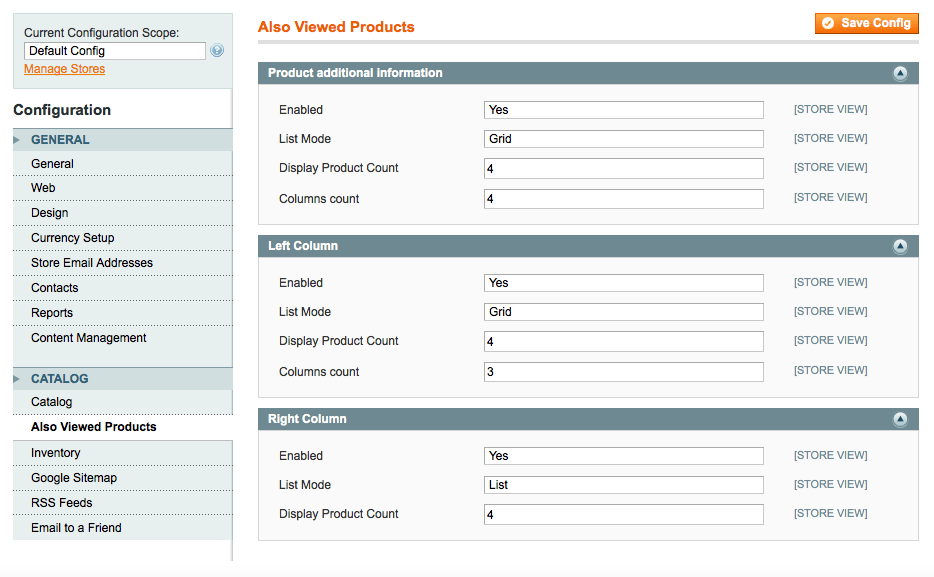 Current Configuration Scope:
Default Config
Manage Stores
Configuration
GENERAL
General
Web
Design
Currency Setup
Store Email Addresses
Contacts
Reports
Content Management
CATALOG
Catalog
Also Viewed Products
Inventory
Google Sitemap
RSS Feeds
Email to a Friend
Also Viewed Products
Save Config
Product additional information
Enabled Yes [STORE VIEW]
List Mode Grid [STORE VIEW]
Display Product Count 4 [STORE VIEW]
Columns count 4 [STORE VIEW]
Left Column
Enabled Yes [STORE VIEW]
List Mode Grid [STORE VIEW]
Display Product Count 4 [STORE VIEW]
Columns count 3 [STORE VIEW]
Right Column
Enabled Yes [STORE VIEW]
List Mode List [STORE VIEW]
Display Product Count 4 [STORE VIEW]